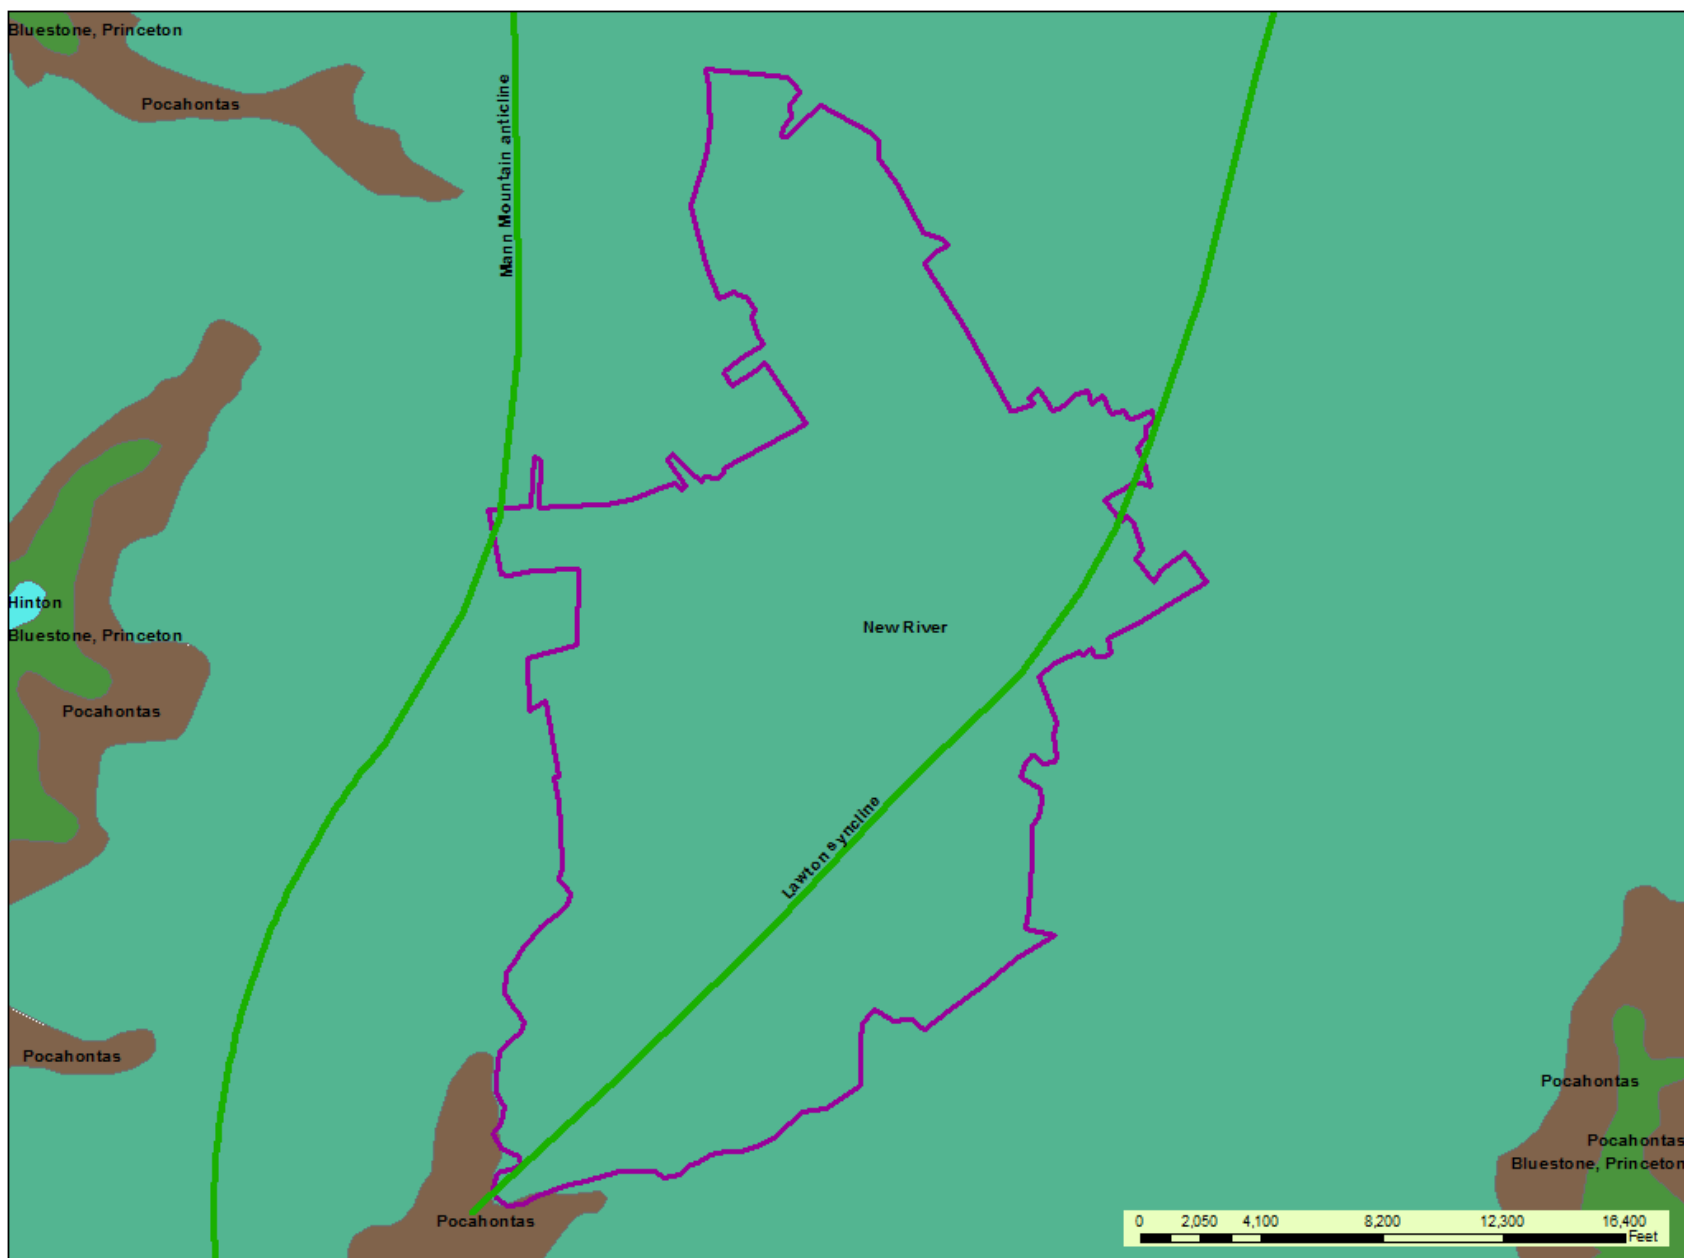 Bluestone, Princeton
Pocahontas
Mann Mountain anticline
Hinton
Bluestone, Princeton
New River
Pocahontas
Lawton syncline
Pocahontas
Pocahontas
Pocahontas
Bluestone, Princeton
Pocahontas
0 2,050 4,100 8,200 12,300 16,400
Feet